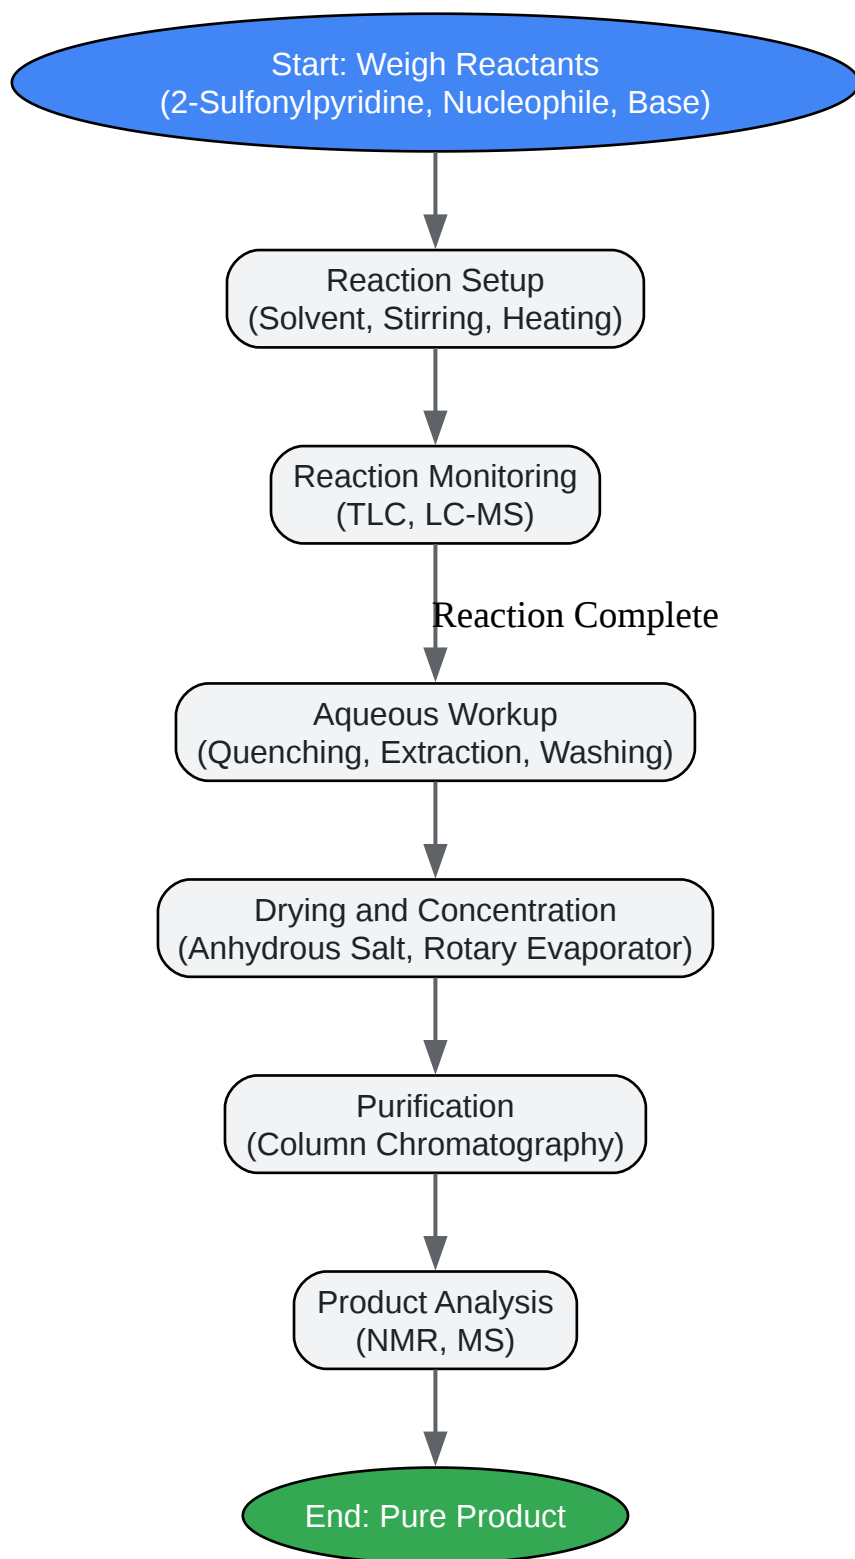 Start: Weigh Reactants
(2-Sulfonylpyridine, Nucleophile, Base)
Reaction Setup
(Solvent, Stirring, Heating)
Reaction Monitoring
(TLC, LC-MS)
Reaction Complete
Aqueous Workup
(Quenching, Extraction, Washing)
Drying and Concentration
(Anhydrous Salt, Rotary Evaporator)
Purification
(Column Chromatography)
Product Analysis
(NMR, MS)
End: Pure Product